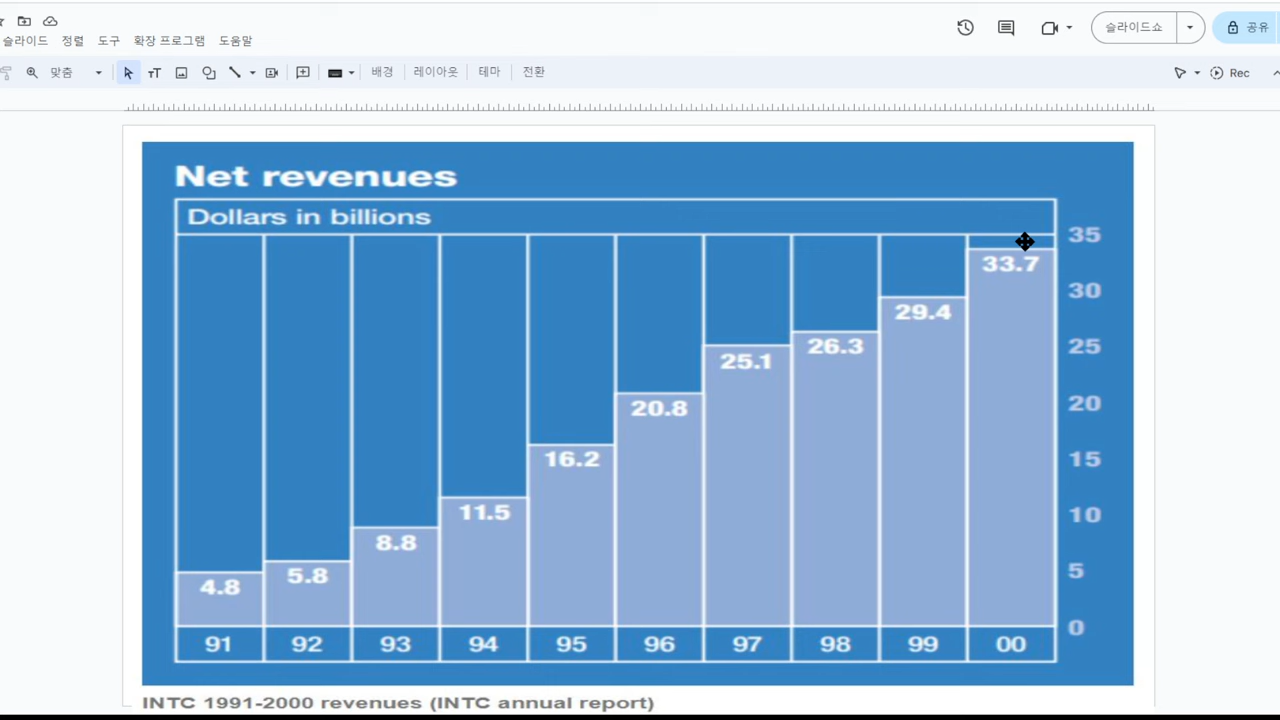 슬라이드 정렬 도구 확장 프로그램 도움말
슬라이드쇼 공유
맞춤 배경 레이아웃 테마 전환 Rec
Net revenues
Dollars in billions
35
33.7
30
29.4
26.3
25
25.1
20.8
20
16.2
15
11.5
10
8.8
5.8
5
4.8
0
91 92 93 94 95 96 97 98 99 00
INTC 1991-2000 revenues (INTC annual report)